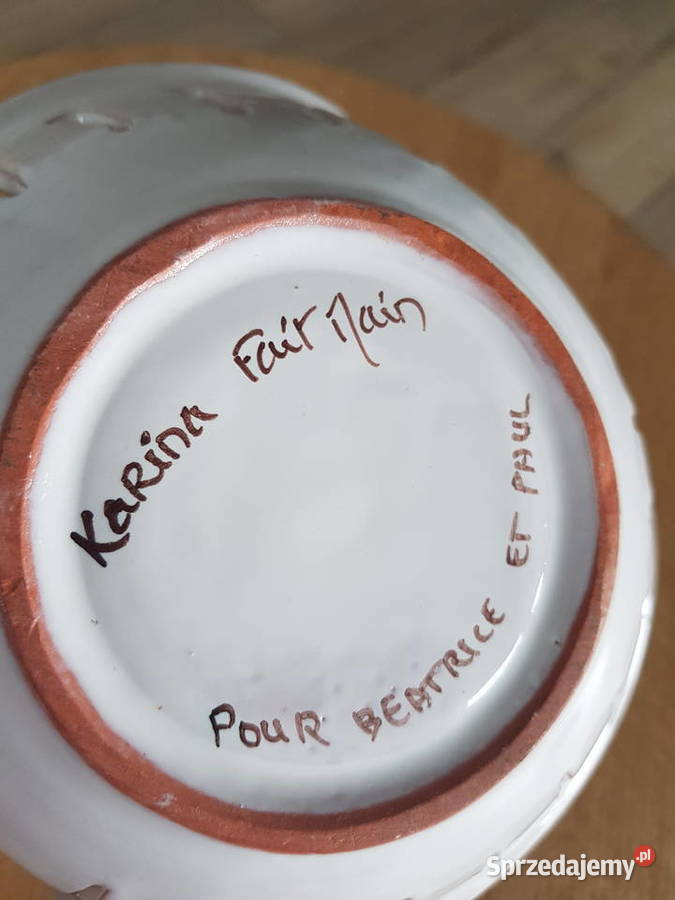 Karina Fait Main
POUR BEATRICE ET PAUL
Sprzedajemy.pl